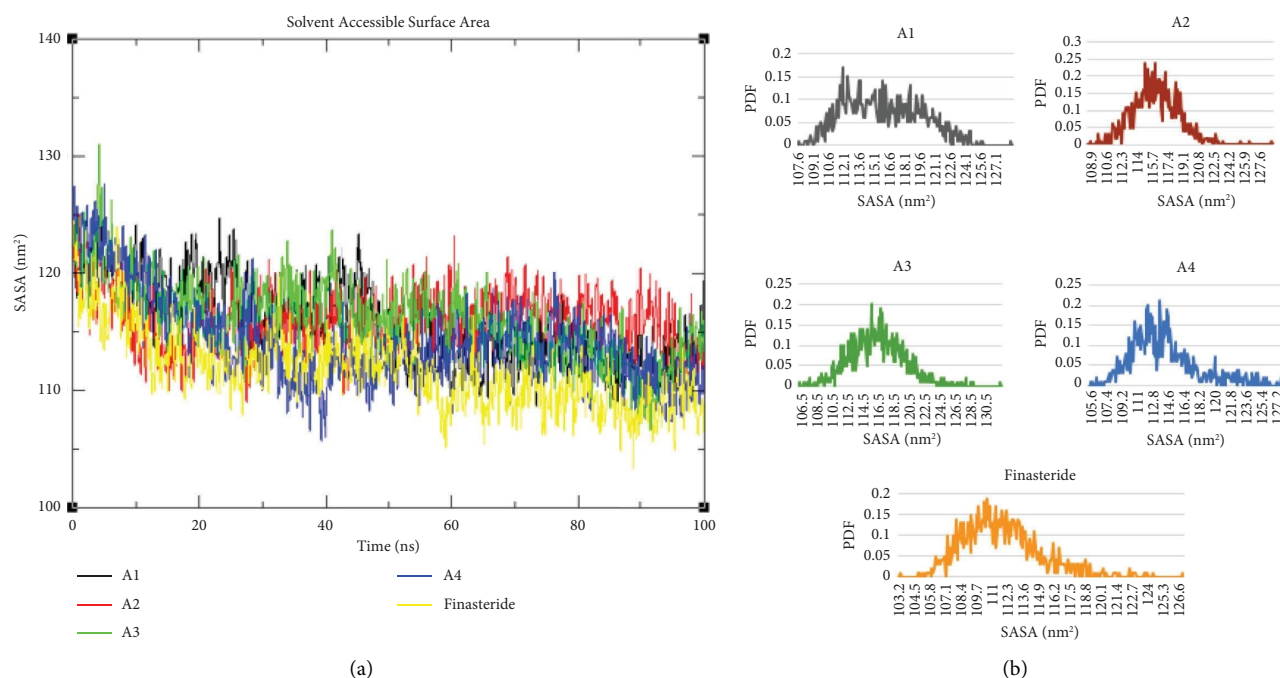 Solvent Accessible Surface Area
140
130
120
110
100
SASA (nm²)
0 20 40 60 80 100
Time (ns)
A1
A2
A3
A4
Finasteride
(a)
A1
0.2
0.15
0.1
0.05
0
PDF
107.6 109.1 110.6 112.1 113.6 115.1 116.6 118.1 119.6 121.1 122.6 124.1 125.6 127.1
SASA (nm²)
A2
0.3
0.25
0.2
0.15
0.1
0.05
0
PDF
108.9 110.6 112.3 114 115.7 117.4 119.1 120.8 122.5 124.2 125.9 127.6
SASA (nm²)
A3
0.25
0.2
0.15
0.1
0.05
0
PDF
106.5 108.5 110.5 112.5 114.5 116.5 118.5 120.5 122.5 124.5 126.5 128.5 130.5
SASA (nm²)
A4
0.25
0.2
0.15
0.1
0.05
0
PDF
105.6 107.4 109.2 111 112.8 114.6 116.4 118.2 120 121.8 123.6 125.4 127.2
SASA (nm²)
Finasteride
0.2
0.15
0.1
0.05
0
PDF
103.2 104.5 105.8 107.1 108.4 109.7 111 112.3 113.6 114.9 116.2 117.5 118.8 120.1 121.4 122.7 124 125.3 126.6
SASA (nm²)
(b)